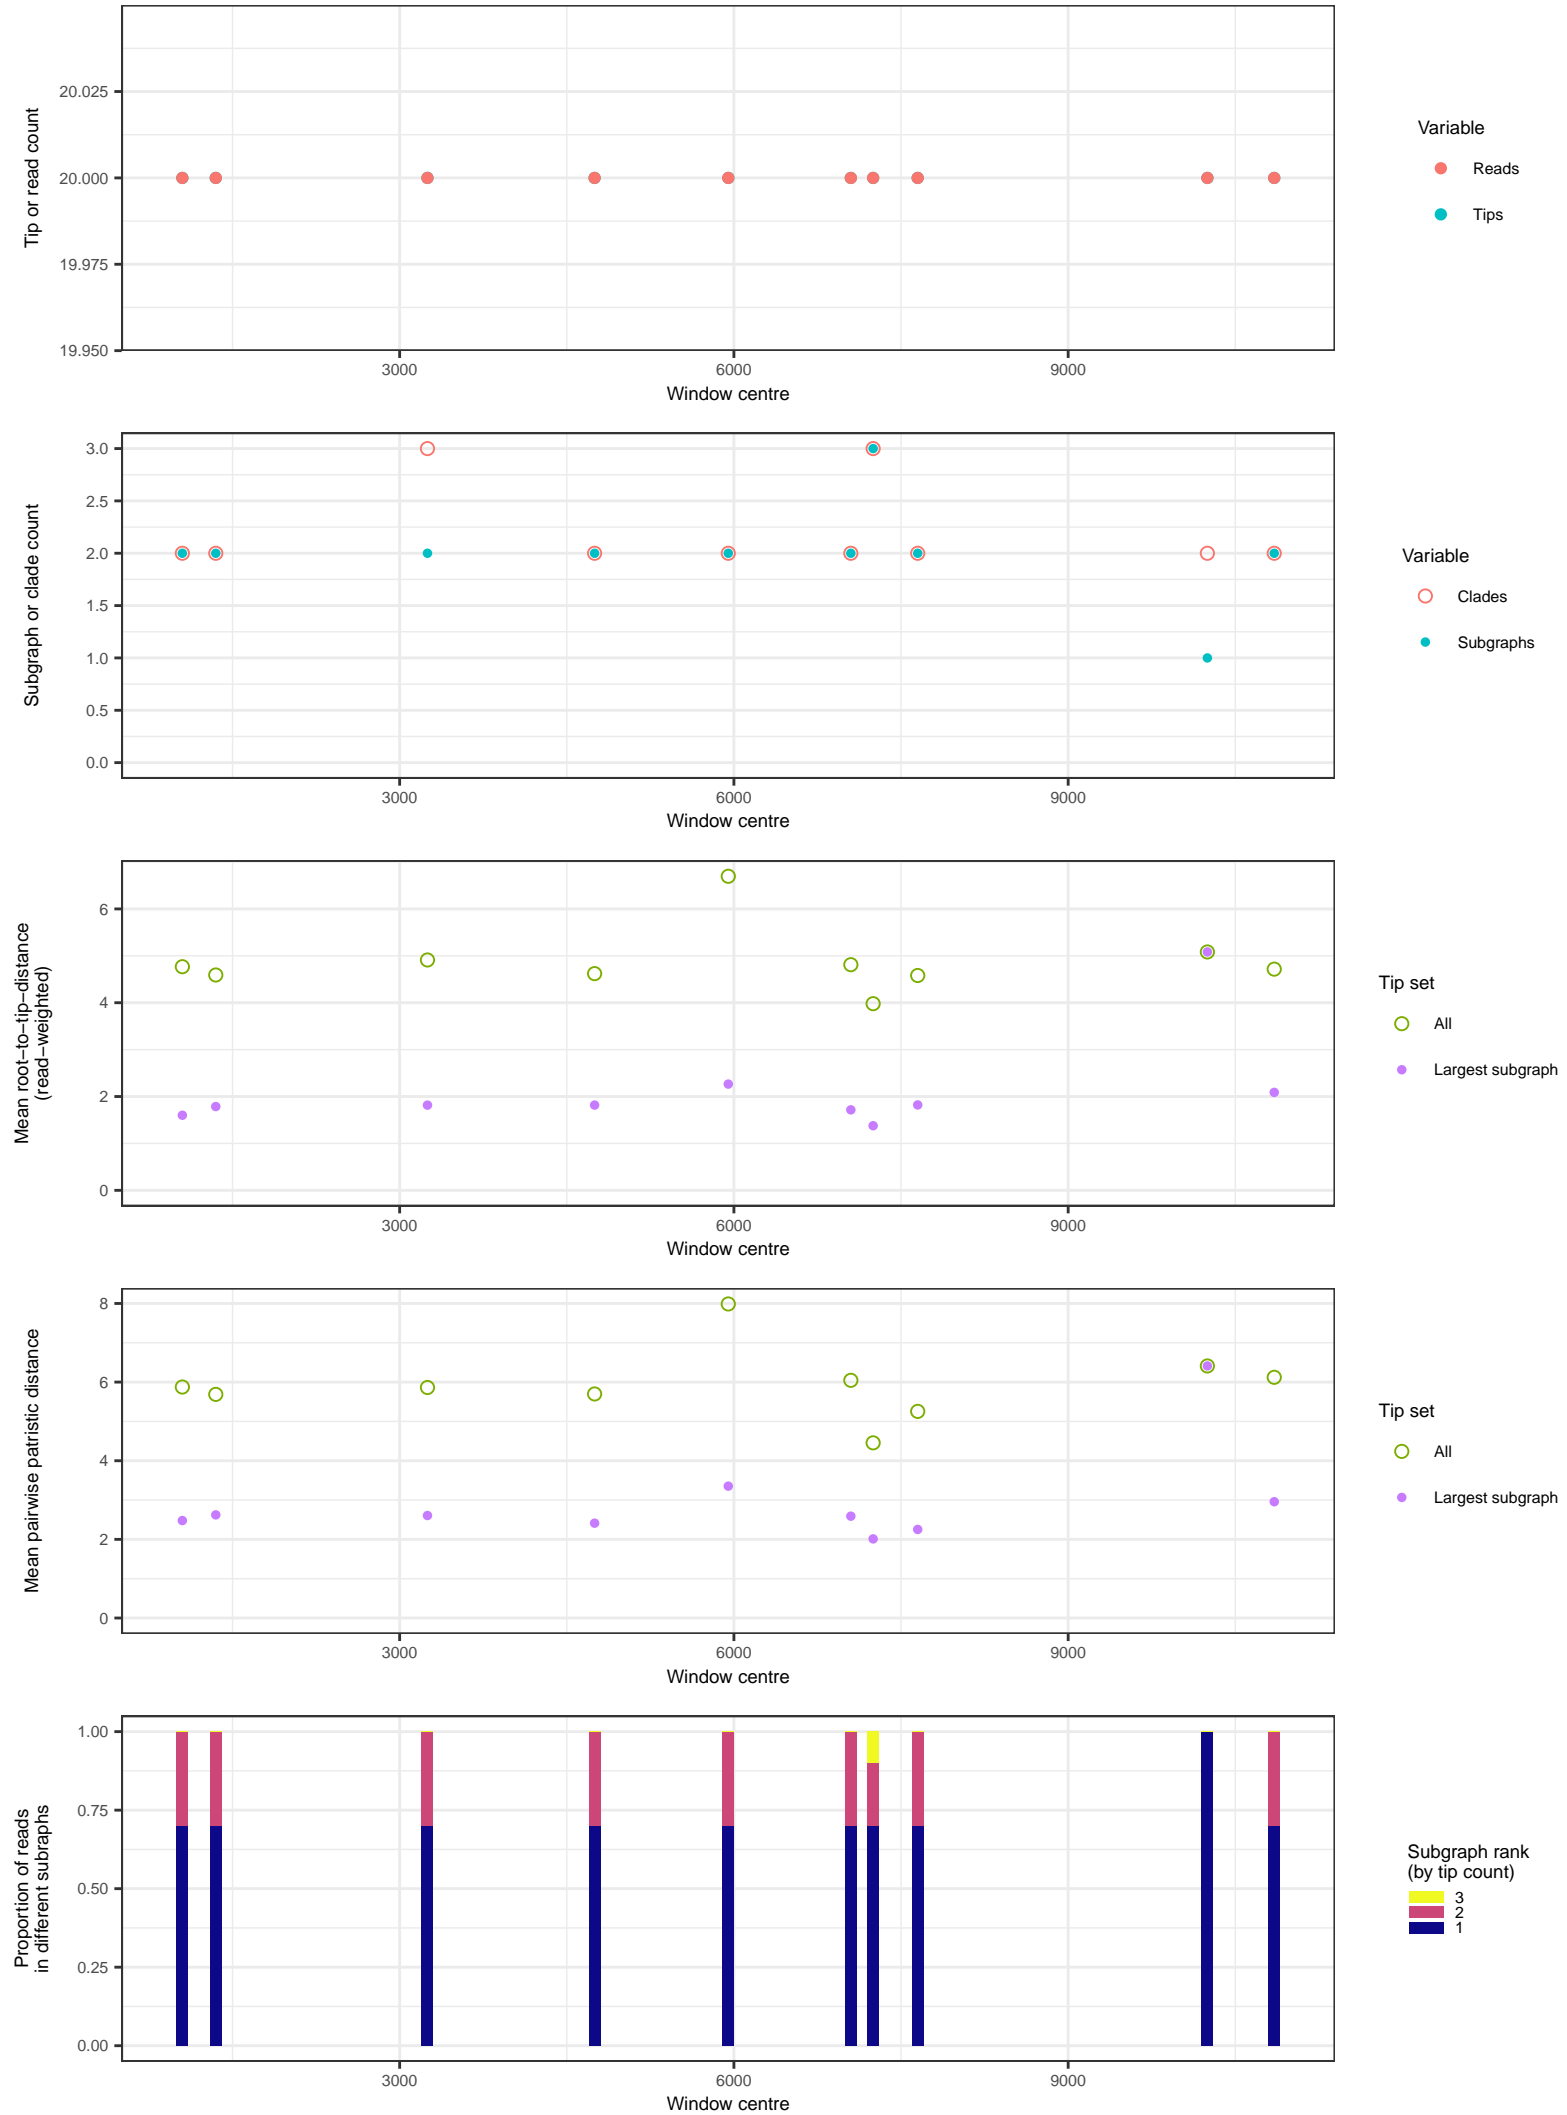 Tip or read count
20.025
20.000
19.975
19.950
3000
6000
9000
Window centre
Variable
Reads
Tips
Subgraph or clade count
3.0
2.5
2.0
1.5
1.0
0.5
0.0
3000
6000
9000
Window centre
Variable
Clades
Subgraphs
Mean root−to−tip−distance
(read−weighted)
6
4
2
0
3000
6000
9000
Window centre
Tip set
All
Largest subgraph
Mean pairwise patristic distance
8
6
4
2
0
3000
6000
9000
Window centre
Tip set
All
Largest subgraph
Proportion of reads
in different subraphs
1.00
0.75
0.50
0.25
0.00
3000
6000
9000
Window centre
Subgraph rank
(by tip count)
3
2
1